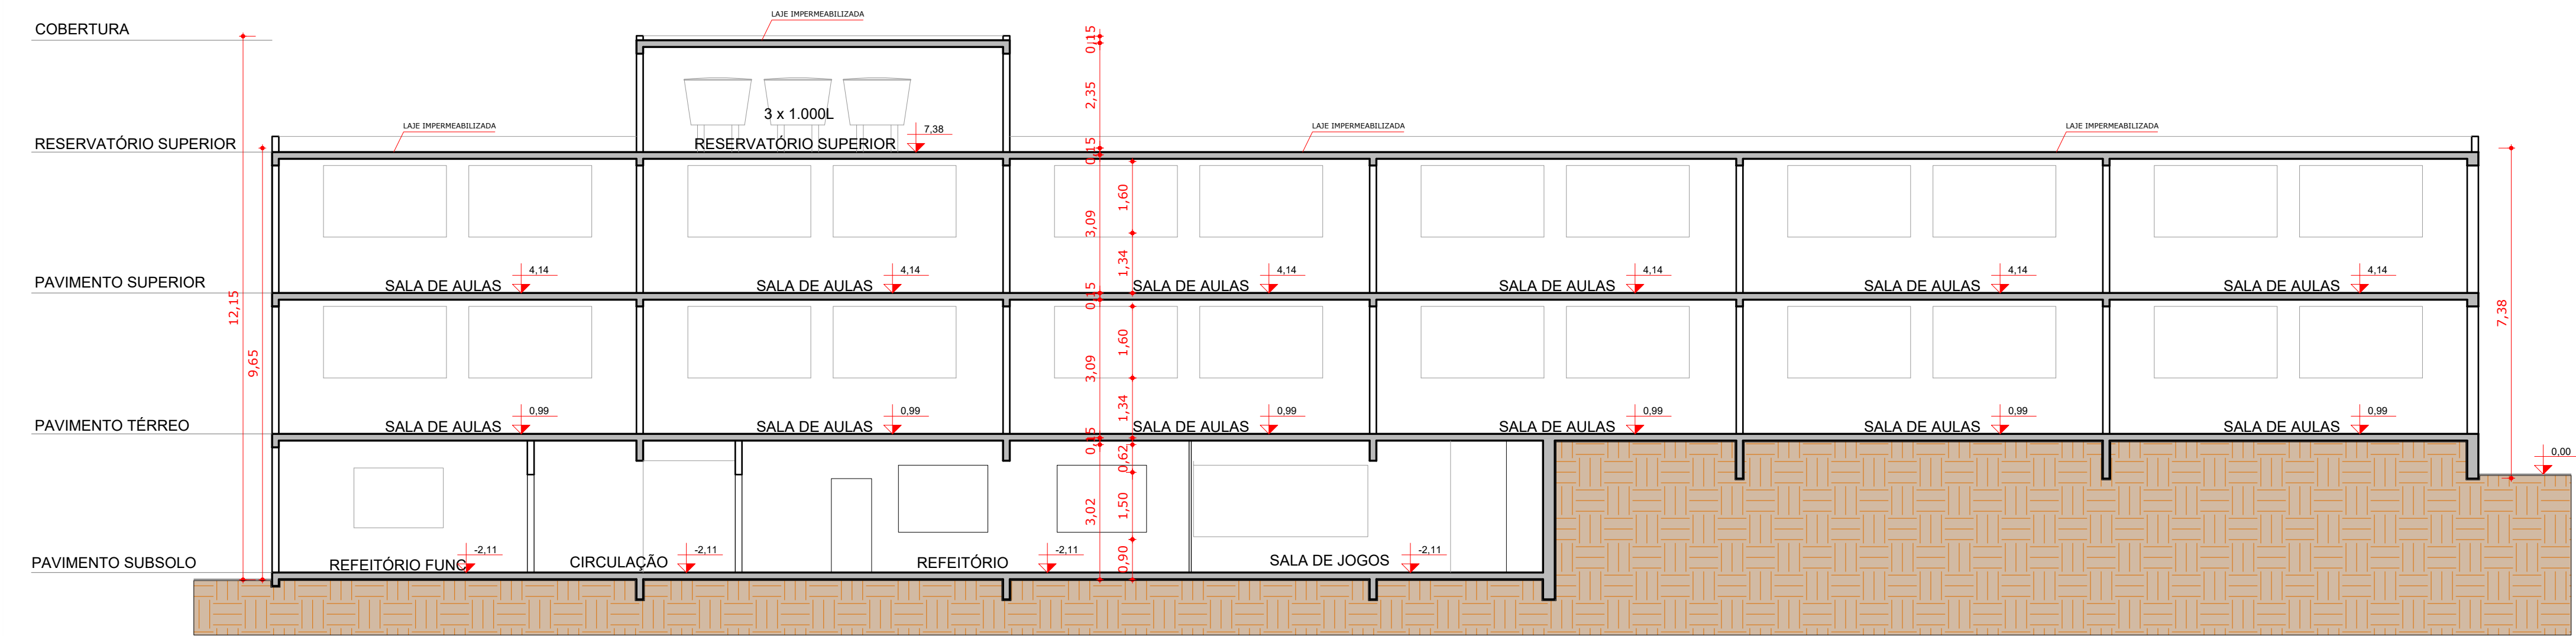 LAJE IMPERMEABILIZADA
COBERTURA
0,15
2,35
3 x 1.000L
LAJE IMPERMEABILIZADA
7,38
LAJE IMPERMEABILIZADA
LAJE IMPERMEABILIZADA
RESERVATÓRIO SUPERIOR
RESERVATÓRIO SUPERIOR
0,15
1,60
3,09
1,34
4,14
4,14
4,14
4,14
4,14
4,14
PAVIMENTO SUPERIOR
SALA DE AULAS
SALA DE AULAS
SALA DE AULAS
SALA DE AULAS
SALA DE AULAS
SALA DE AULAS
12,15
0,15
7,38
9,65
1,60
3,09
1,34
0,99
0,99
0,99
0,99
0,99
0,99
PAVIMENTO TÉRREO
SALA DE AULAS
SALA DE AULAS
SALA DE AULAS
SALA DE AULAS
SALA DE AULAS
SALA DE AULAS
0,15
0,62
0,00
1,50
3,02
0,90
-2,11
-2,11
-2,11
-2,11
PAVIMENTO SUBSOLO
REFEITÓRIO FUNC
CIRCULAÇÃO
REFEITÓRIO
SALA DE JOGOS